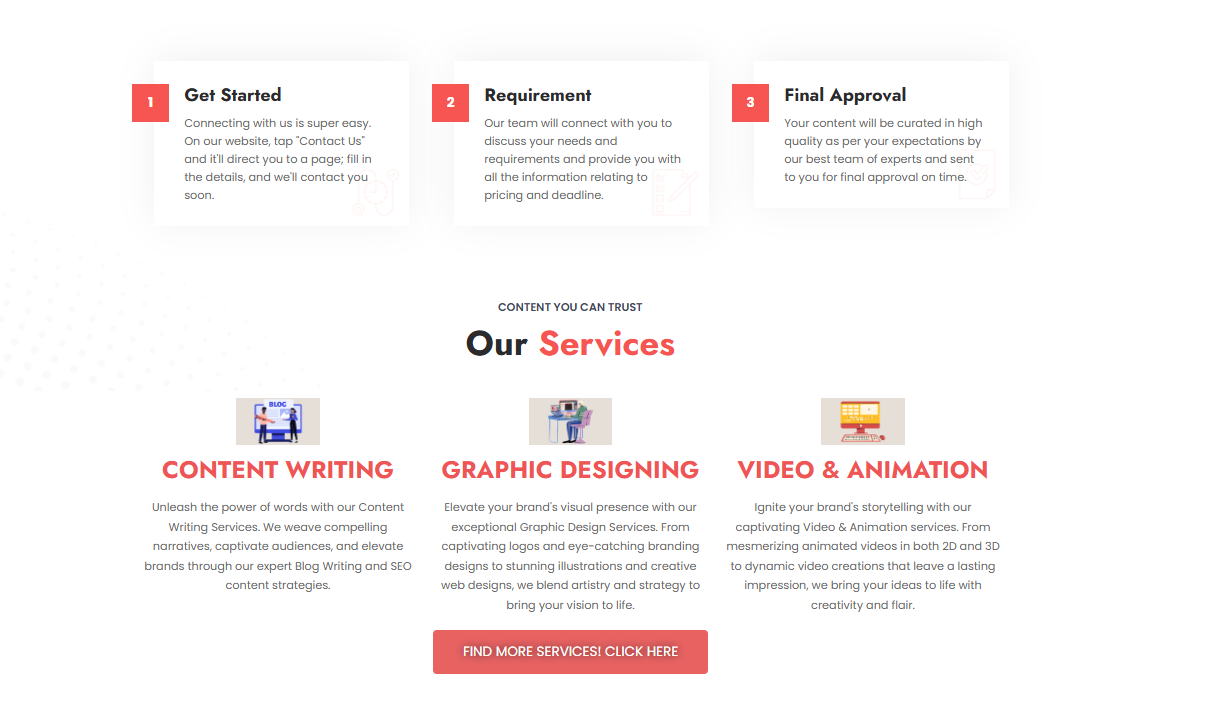 1
Get Started
Connecting with us is super easy.
On our website, tap "Contact Us"
and it'll direct you to a page; fill in
the details, and we'll contact you
soon.
2
Requirement
Our team will connect with you to
discuss your needs and
requirements and provide you with
all the information relating to
pricing and deadline.
3
Final Approval
Your content will be curated in high
quality as per your expectations by
our best team of experts and sent
to you for final approval on time.
CONTENT YOU CAN TRUST
Our Services
BLOG
CONTENT WRITING
Unleash the power of words with our Content
Writing Services. We weave compelling
narratives, captivate audiences, and elevate
brands through our expert Blog Writing and SEO
content strategies.
GRAPHIC DESIGNING
Elevate your brand's visual presence with our
exceptional Graphic Design Services. From
captivating logos and eye-catching branding
designs to stunning illustrations and creative
web designs, we blend artistry and strategy to
bring your vision to life.
VIDEO & ANIMATION
Ignite your brand's storytelling with our
captivating Video & Animation services. From
mesmerizing animated videos in both 2D and 3D
to dynamic video creations that leave a lasting
impression, we bring your ideas to life with
creativity and flair.
FIND MORE SERVICES! CLICK HERE